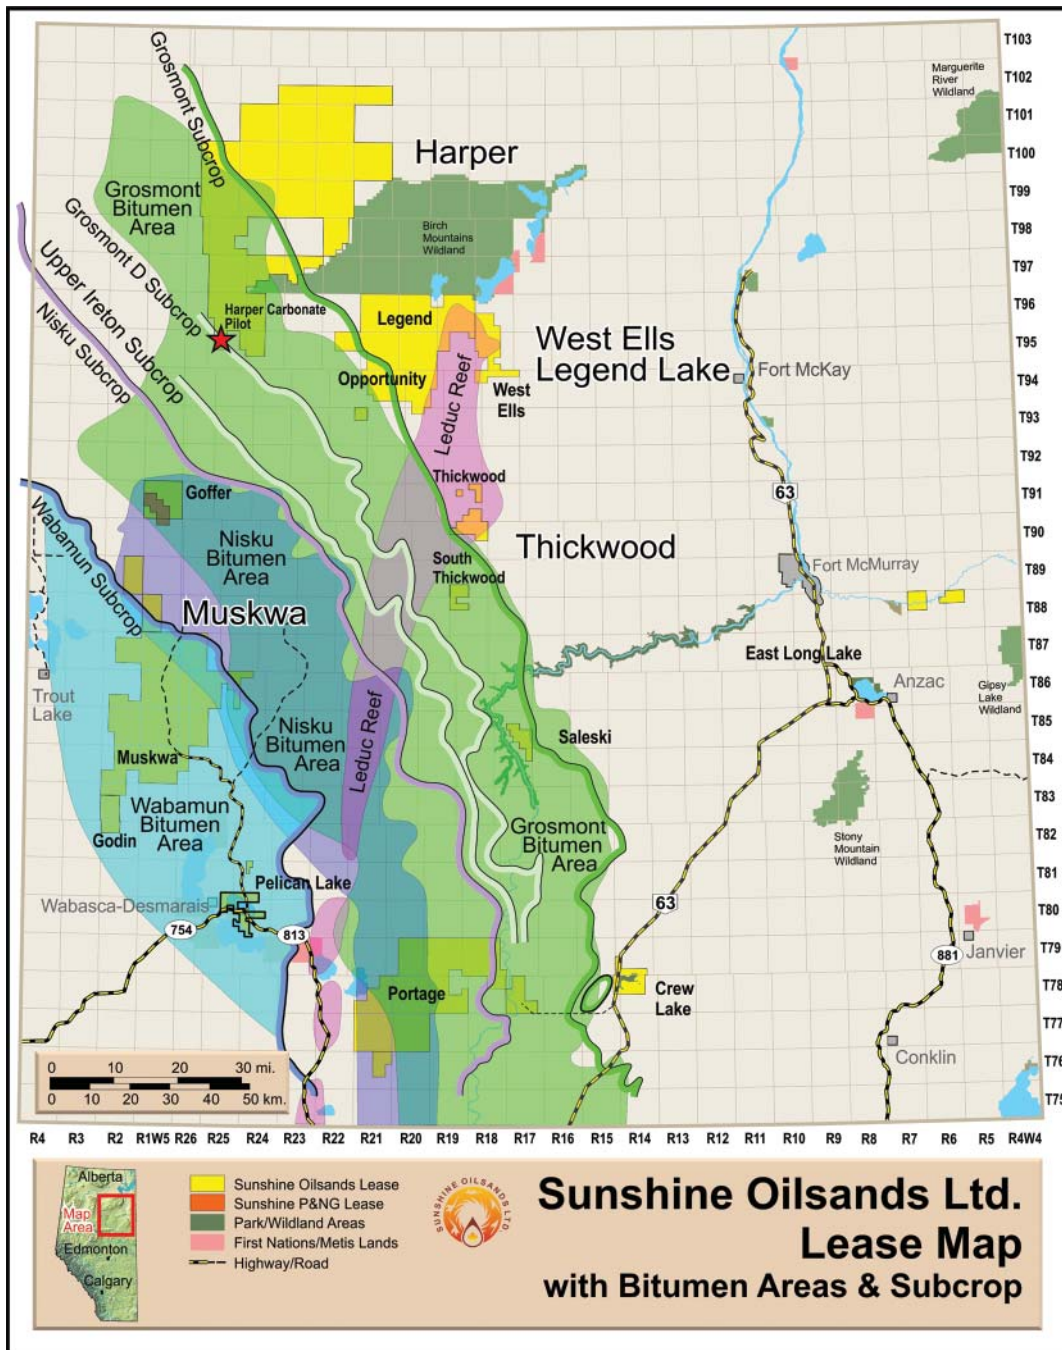 Grosmont Subcrop
Harper
Grosmont
Bitumen
Area
Grosmont D Subcrop
Upper Ireton Subcrop
Nisku Subcrop
Birch
Mountains
Wildland
Marguerite
River
Wildland
Harper Carbonate
Pilot
Legend
Opportunity
West
Ells
Leduc Reef
West Ells
Legend Lake
Fort McKay
Thickwood
63
Goffer
Wabamun Subcrop
Nisku
Bitumen
Area
Thickwood
South
Thickwood
Fort McMurray
Muskwa
East Long Lake
Anzac
Gipsy
Lake
Wildland
Trout
Lake
Nisku
Bitumen
Area
Leduc Reef
Saleski
Muskwa
Wabamun
Bitumen
Area
Godin
Grosmont
Bitumen
Area
Stony
Mountain
Wildland
Pelican Lake
Wabasca-Desmarais
754
813
63
881
Janvier
Portage
Crew
Lake
Conklin
T103
T102
T101
T100
T99
T98
T97
T96
T95
T94
T93
T92
T91
T90
T89
T88
T87
T86
T85
T84
T83
T82
T81
T80
T79
T78
T77
T76
T75
0 10 20 30 mi.
0 10 20 30 40 50 km.
R4 R3 R2 R1W5 R26 R25 R24 R23 R22 R21 R20 R19 R18 R17 R16 R15 R14 R13 R12 R11 R10 R9 R8 R7 R6 R5 R4W4
Alberta
Map
Area
Edmonton
Calgary
Sunshine Oilsands Lease
Sunshine P&NG Lease
Park/Wildland Areas
First Nations/Metis Lands
Highway/Road
SUNSHINE OILSANDS LTD
Sunshine Oilsands Ltd.
Lease Map
with Bitumen Areas & Subcrop